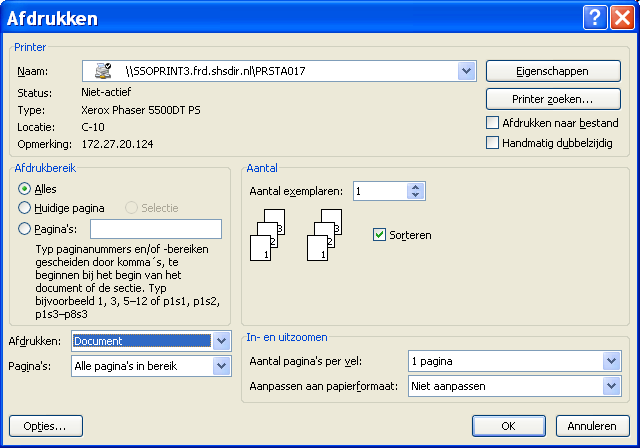 Afdrukken
Printer
Naam: \\SSOPRINT3.frd.shsdir.nl\PRSTA017
Eigenschappen
Status: Niet-actief
Printer zoeken...
Type: Xerox Phaser 5500DT PS
Locatie: C-10
Afdrukken naar bestand
Opmerking: 172.27.20.124
Handmatig dubbelzijdig
Afdrukbereik
Alles
Huidige pagina Selectie
Pagina's:
Typ paginanummers en/of -bereiken
gescheiden door komma´s, te
beginnen bij het begin van het
document of de sectie. Typ
bijvoorbeeld 1, 3, 5–12 of p1s1, p1s2,
p1s3–p8s3
Aantal
Aantal exemplaren: 1
3 3
2 2
1 1
Sorteren
Afdrukken: Document
Pagina's: Alle pagina's in bereik
In- en uitzoomen
Aantal pagina's per vel: 1 pagina
Aanpassen aan papierformaat: Niet aanpassen
Opties...
OK
Annuleren